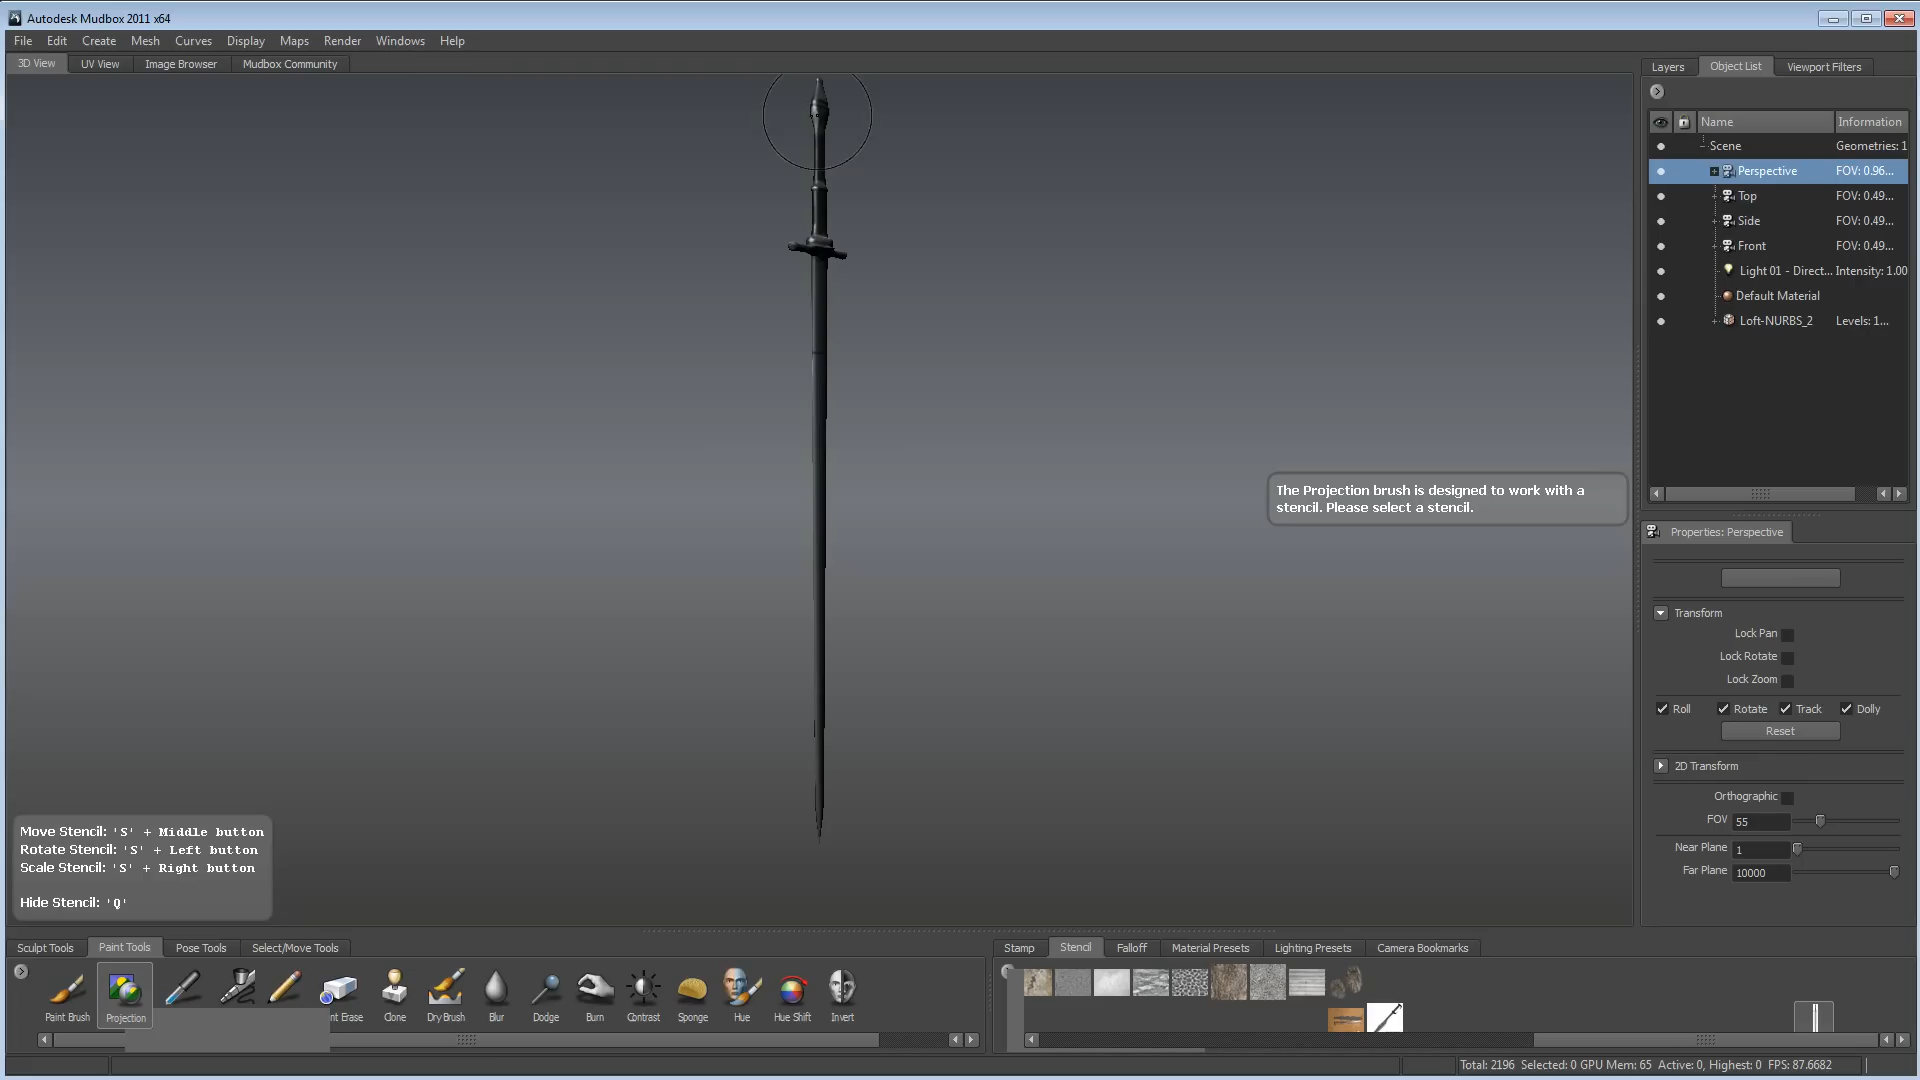 Autodesk Mudbox 2011 x64
File Edit Create Mesh Curves Display Maps Render Windows Help
3D View UV View Image Browser Mudbox Community
Layers Object List Viewport Filters
Name Information
Scene Geometries: 1
Perspective FOV: 0.96...
Top FOV: 0.49...
Side FOV: 0.49...
Front FOV: 0.49...
Light 01 - Direct... Intensity: 1.00
Default Material
Loft-NURBS_2 Levels: 1...
The Projection brush is designed to work with a
stencil. Please select a stencil.
Properties: Perspective
Transform
Lock Pan
Lock Rotate
Lock Zoom
Roll Rotate Track Dolly
Reset
2D Transform
Orthographic
FOV 55
Near Plane 1
Far Plane 10000
Move Stencil: 'S' + Middle button
Rotate Stencil: 'S' + Left button
Scale Stencil: 'S' + Right button
Hide Stencil: 'Q'
Sculpt Tools Paint Tools Pose Tools Select/Move Tools
Stamp Stencil Falloff Material Presets Lighting Presets Camera Bookmarks
Paint Brush Projection nt Erase Clone Dry Brush Blur Dodge Burn Contrast Sponge Hue Hue Shift Invert
Total: 2196 Selected: 0 GPU Mem: 65 Active: 0, Highest: 0 FPS: 87.6682